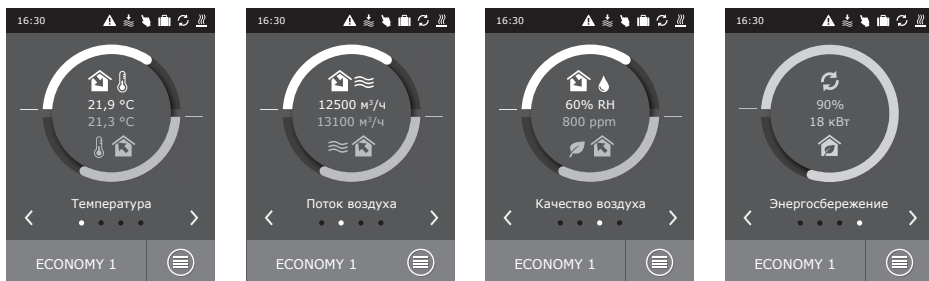 16:30
21,9 °C
21,3 °C
Температура
ECONOMY 1
16:30
12500 м³/ч
13100 м³/ч
Поток воздуха
ECONOMY 1
16:30
60% RH
800 ppm
Качество воздуха
ECONOMY 1
16:30
90%
18 кВт
Энергосбережение
ECONOMY 1